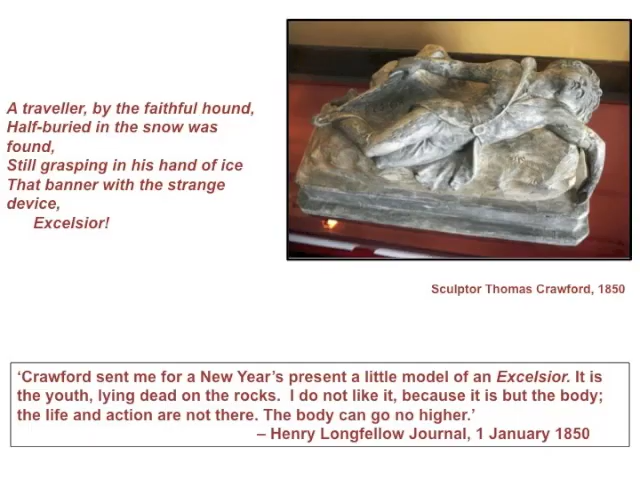 A traveller, by the faithful hound,
Half-buried in the snow was
found,
Still grasping in his hand of ice
That banner with the strange
device,
Excelsior!
Sculptor Thomas Crawford, 1850
‘Crawford sent me for a New Year’s present a little model of an Excelsior. It is
the youth, lying dead on the rocks.  I do not like it, because it is but the body;
the life and action are not there. The body can go no higher.’
– Henry Longfellow Journal, 1 January 1850